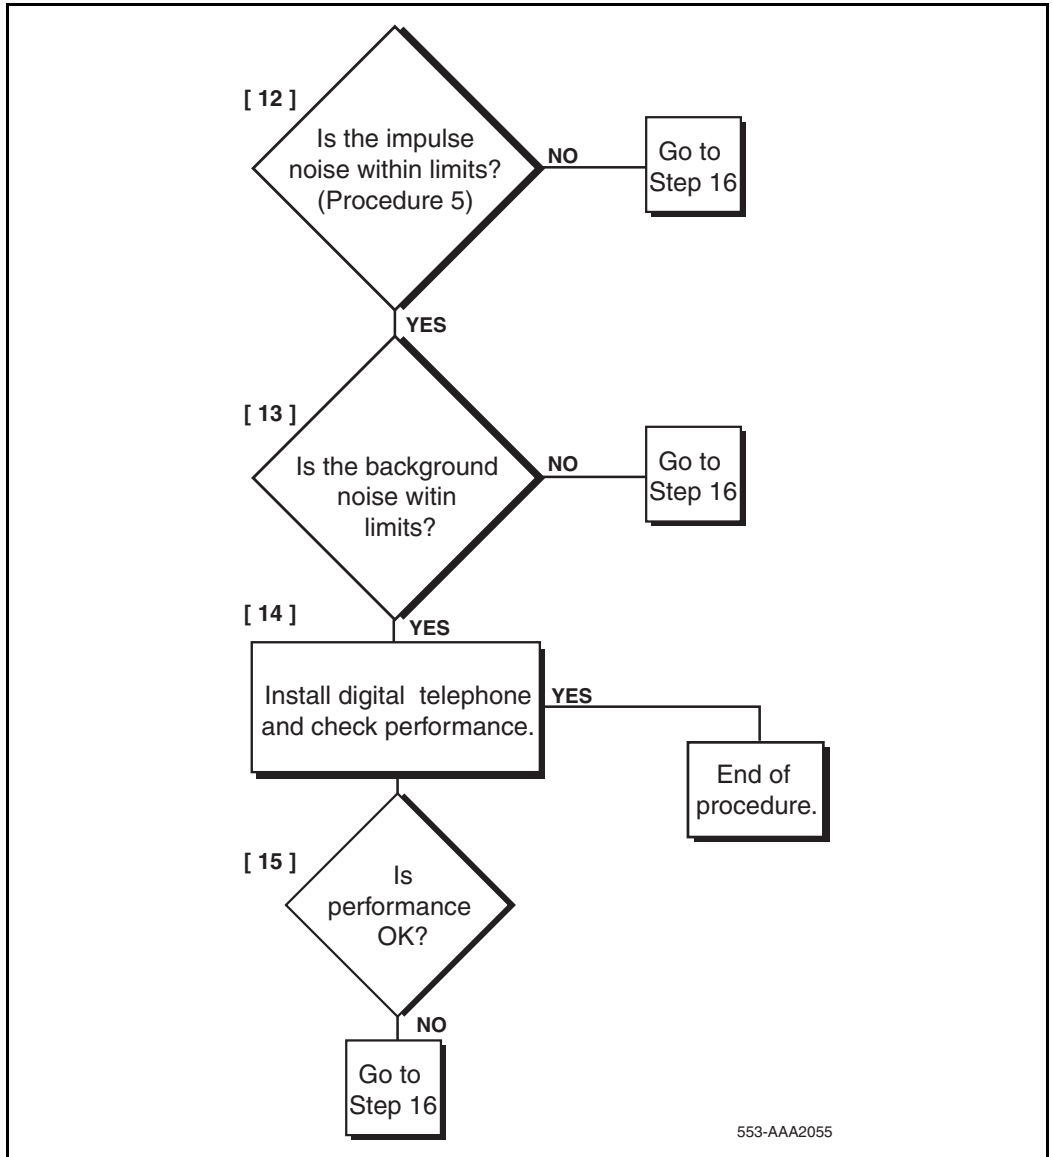 [ 12 ]
Is the impulse
noise within limits?
(Procedure 5)
NO
Go to
Step 16
YES
[ 13 ]
Is the background
noise witin
limits?
NO
Go to
Step 16
YES
[ 14 ]
Install digital telephone
and check performance.
YES
End of
procedure.
[ 15 ]
Is
performance
OK?
NO
Go to
Step 16
553-AAA2055